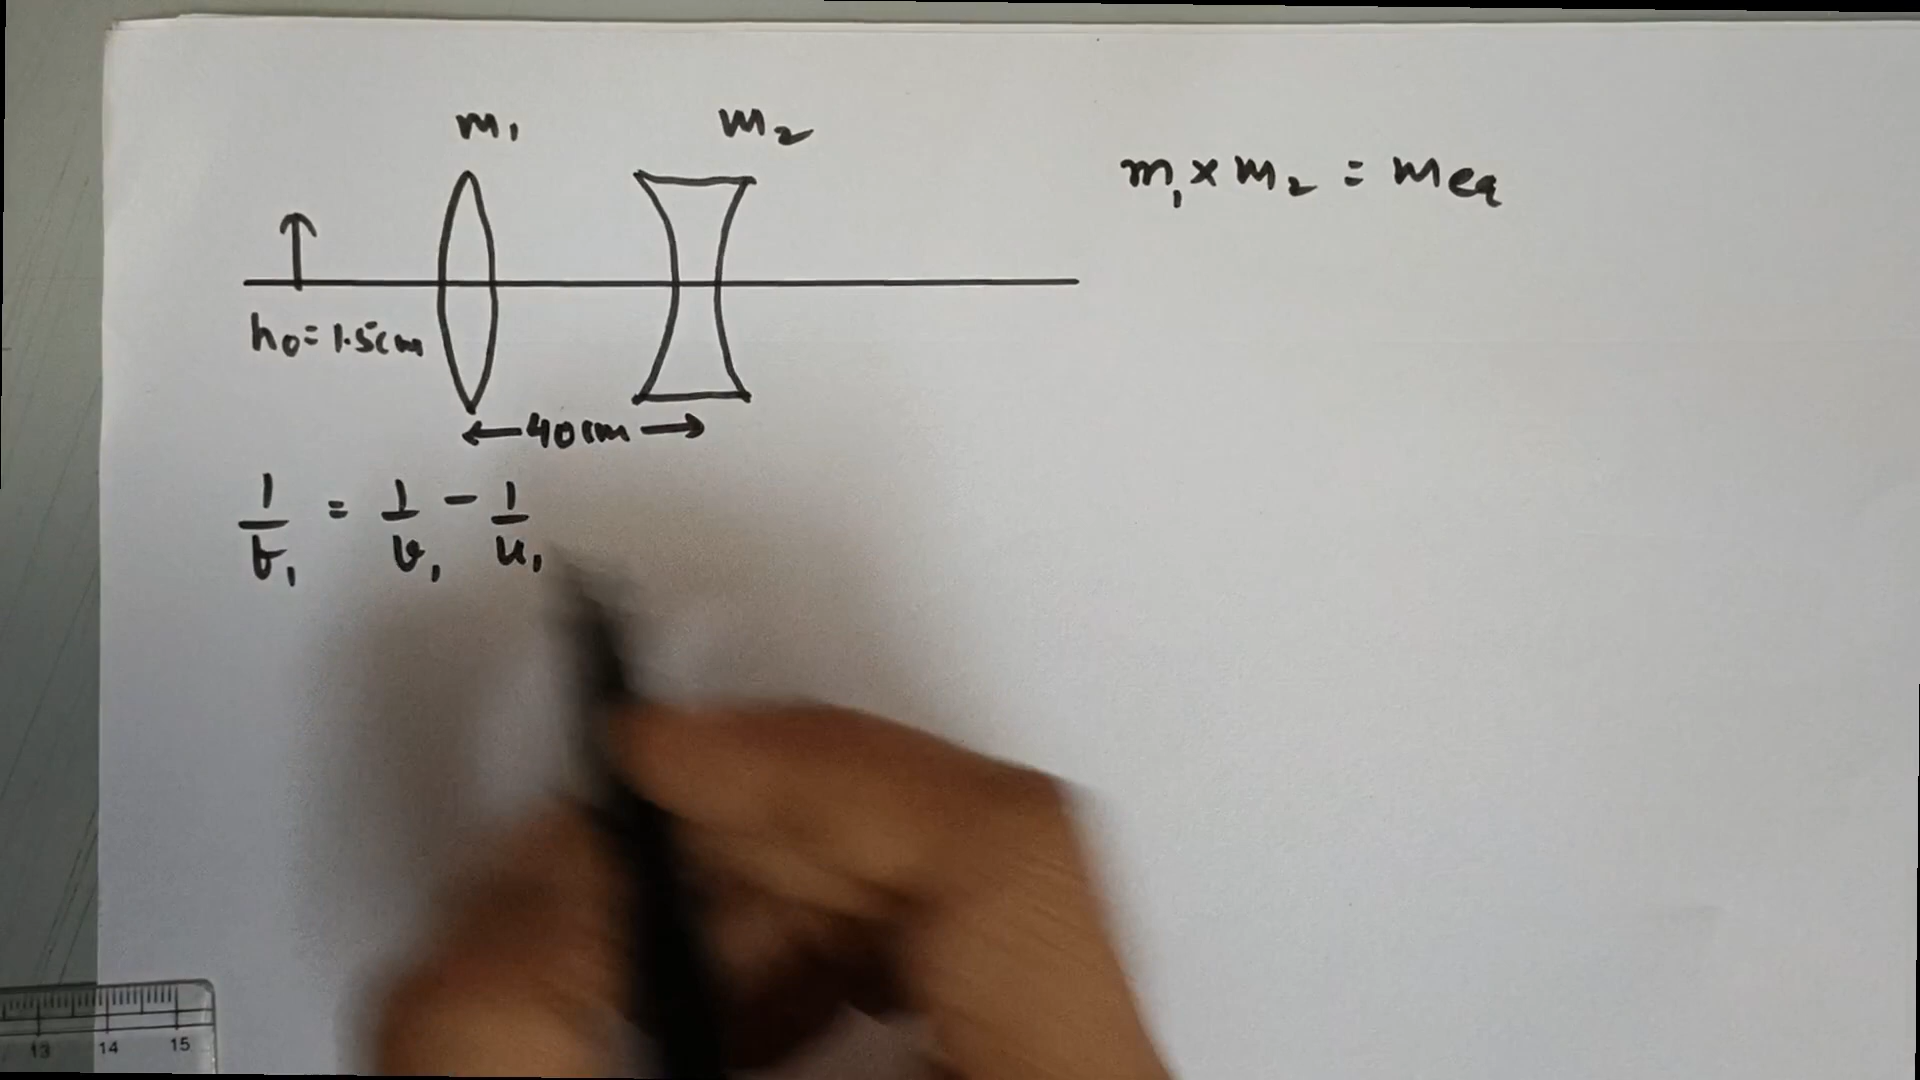 m₁ m₂
m₁ × m₂ = meq
h₀ = 1.5cm
←40cm→
1/f₁ = 1/v₁ - 1/u₁
13 14 15